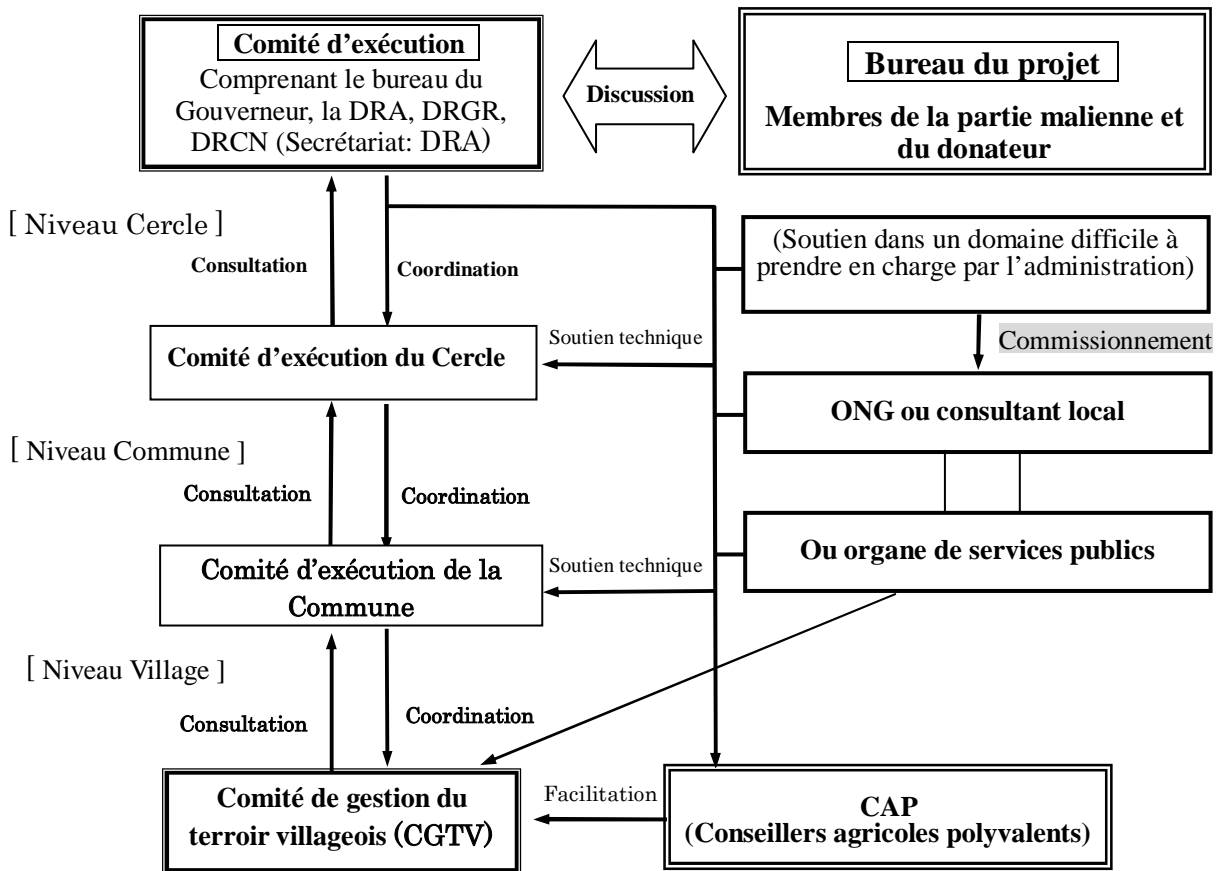 Comité d’exécution
Comprenant le bureau du
Gouverneur, la DRA, DRGR,
DRCN (Secrétariat: DRA)
Discussion
Bureau du projet
Membres de la partie malienne et
du donateur
[ Niveau Cercle ]
Consultation
Coordination
(Soutien dans un domaine difficile à
prendre en charge par l’administration)
Commissionnement
Soutien technique
Comité d’exécution du Cercle
ONG ou consultant local
[ Niveau Commune ]
Consultation
Coordination
Ou organe de services publics
Soutien technique
Comité d’exécution de la
Commune
[ Niveau Village ]
Consultation
Coordination
Comité de gestion du
terroir villageois (CGTV)
Facilitation
CAP
(Conseillers agricoles polyvalents)